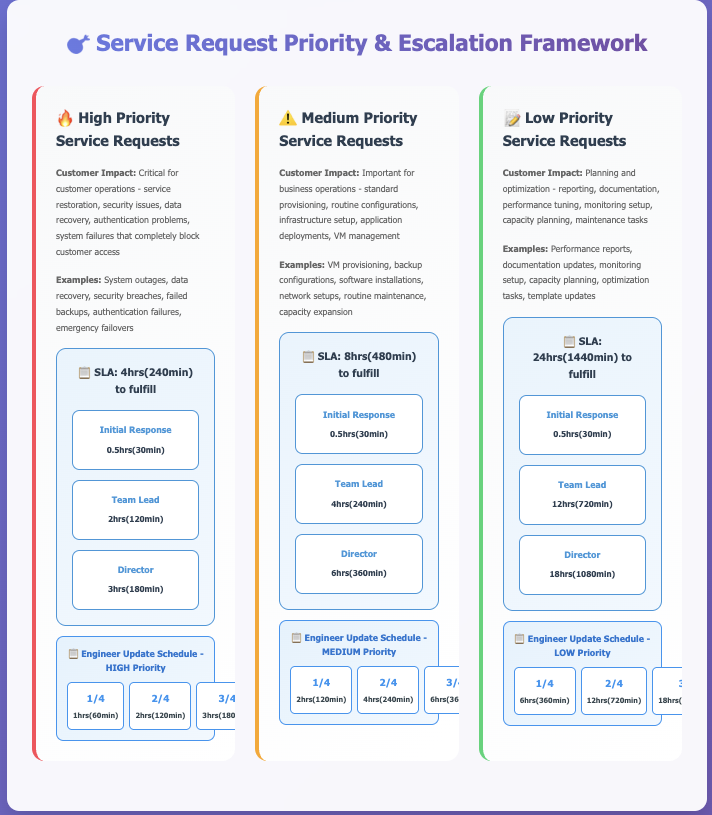 Service Request Priority & Escalation Framework
🔥 High Priority
Service Requests
Customer Impact: Critical for
customer operations - service
restoration, security issues, data
recovery, authentication problems,
system failures that completely block
customer access
Examples: System outages, data
recovery, security breaches, failed
backups, authentication failures,
emergency failovers
📋 SLA: 4hrs(240min)
to fulfill
Initial Response
0.5hrs(30min)
Team Lead
2hrs(120min)
Director
3hrs(180min)
📋 Engineer Update Schedule -
HIGH Priority
1/4
1hrs(60min)
2/4
2hrs(120min)
3/4
3hrs(180
⚠️ Medium Priority
Service Requests
Customer Impact: Important for
business operations - standard
provisioning, routine configurations,
infrastructure setup, application
deployments, VM management
Examples: VM provisioning, backup
configurations, software installations,
network setups, routine maintenance,
capacity expansion
📋 SLA: 8hrs(480min)
to fulfill
Initial Response
0.5hrs(30min)
Team Lead
4hrs(240min)
Director
6hrs(360min)
📋 Engineer Update Schedule -
MEDIUM Priority
1/4
2hrs(120min)
2/4
4hrs(240min)
3/
6hrs(36
📝 Low Priority
Service Requests
Customer Impact: Planning and
optimization - reporting, documentation,
performance tuning, monitoring setup,
capacity planning, maintenance tasks
Examples: Performance reports,
documentation updates, monitoring
setup, capacity planning, optimization
tasks, template updates
📋 SLA:
24hrs(1440min) to
fulfill
Initial Response
0.5hrs(30min)
Team Lead
12hrs(720min)
Director
18hrs(1080min)
📋 Engineer Update Schedule -
LOW Priority
1/4
6hrs(360min)
2/4
12hrs(720min)
18hrs(